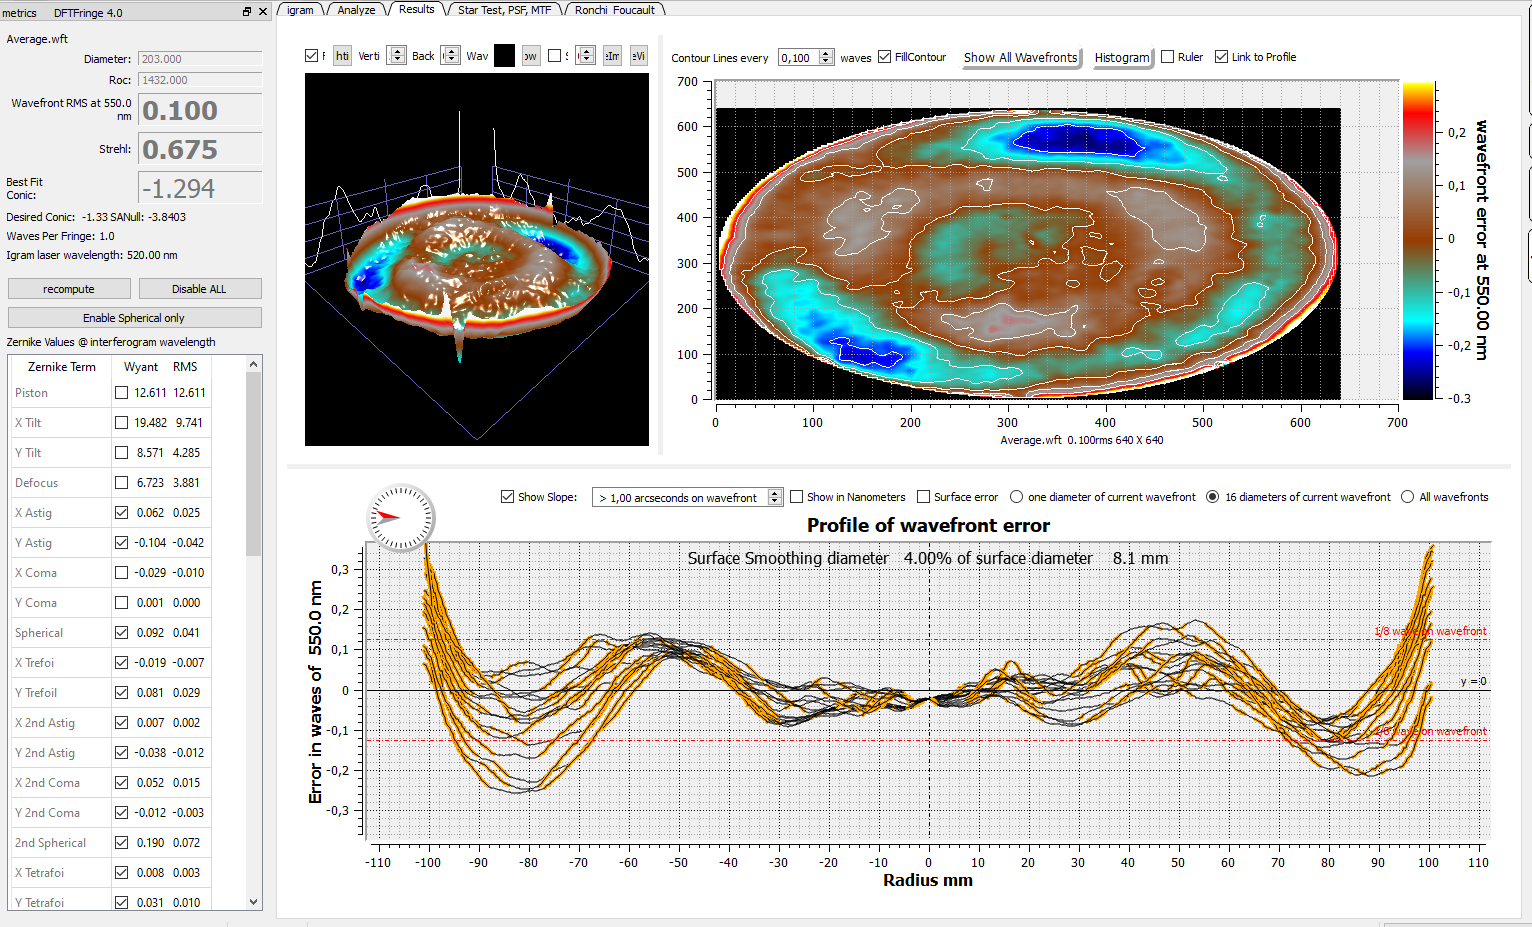 metrics DFTFringe 4.0
igram Analyze Results Star Test, PSF, MTF Ronchi Foucault
Average.wft
Diameter: 203.000
Roc: 1432.000
Wavefront RMS at 550.0 nm 0.100
Strehl: 0.675
Best Fit Conic: -1.294
Desired Conic: -1.33 SANull: -3.8403
Waves Per Fringe: 1.0
Igram laser wavelength: 520.00 nm
recompute Disable ALL
Enable Spherical only
Zernike Values @ interferogram wavelength
Zernike Term Wyant RMS
Piston 12.611 12.611
X Tilt 19.482 9.741
Y Tilt 8.571 4.285
Defocus 6.723 3.881
X Astig 0.062 0.025
Y Astig -0.104 -0.042
X Coma -0.029 -0.010
Y Coma 0.001 0.000
Spherical 0.092 0.041
X Trefoi -0.019 -0.007
Y Trefoil 0.081 0.029
X 2nd Astig 0.007 0.002
Y 2nd Astig -0.038 -0.012
X 2nd Coma 0.052 0.015
Y 2nd Coma -0.012 -0.003
2nd Spherical 0.190 0.072
X Tetrafoi 0.008 0.003
Y Tetrafoi 0.031 0.010
hti Verti Back Wav ow S eIm eVi
Contour Lines every 0,100 waves FillContour Show All Wavefronts Histogram Ruler Link to Profile
700
600
500
400
300
200
100
0
0 100 200 300 400 500 600 700
Average.wft 0.100rms 640 X 640
0,2
0,1
0
-0,1
-0,2
-0.3
wavefront error at 550.00 nm
Show Slope: > 1,00 arcseconds on wavefront Show in Nanometers Surface error one diameter of current wavefront 16 diameters of current wavefront All wavefronts
Profile of wavefront error
Surface Smoothing diameter 4.00% of surface diameter 8.1 mm
Error in waves of 550.0 nm
0,3
0,2
0,1
0
-0,1
-0,2
-0,3
1/8 wave on wavefront
y = 0
wave on wavefront
-110 -100 -90 -80 -70 -60 -50 -40 -30 -20 -10 0 10 20 30 40 50 60 70 80 90 100 110
Radius mm